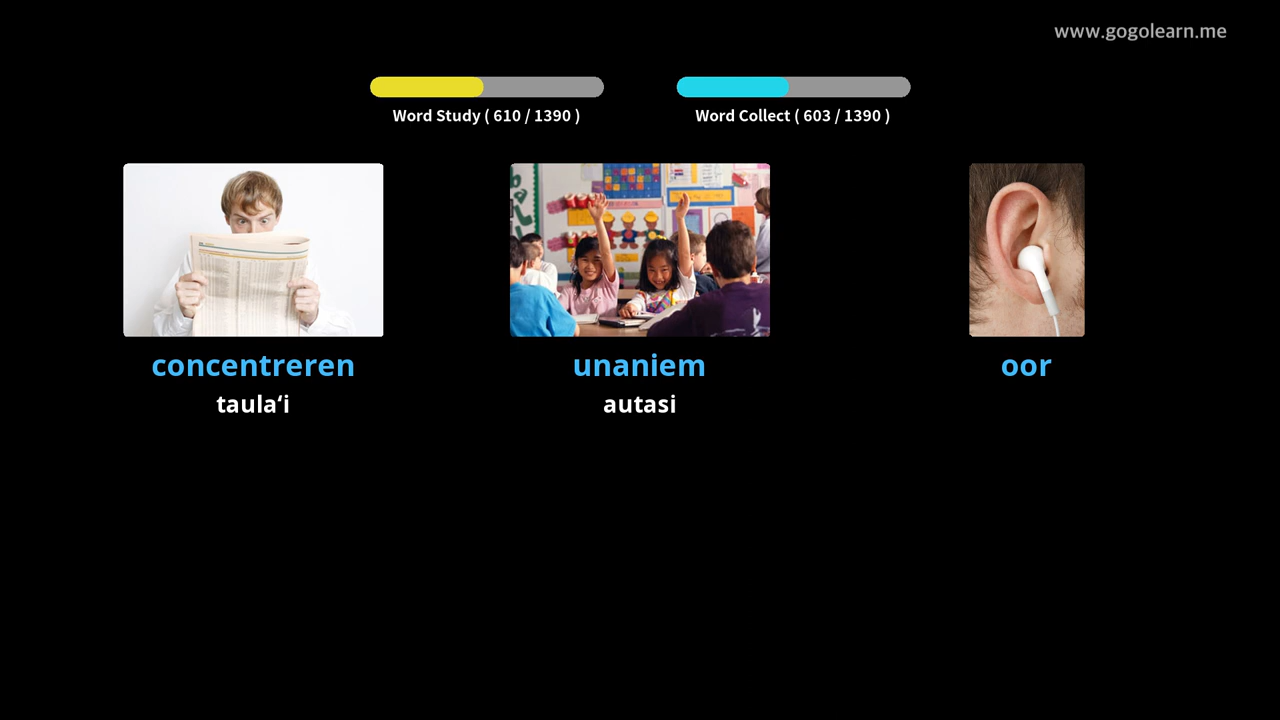 www.gogolearn.me
Word Study ( 610 / 1390 )
Word Collect ( 603 / 1390 )
concentreren
taula‘i
unaniem
autasi
oor